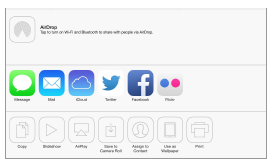 AirDrop
Tap to turn on Wi-Fi and Bluetooth to share with people via AirDrop.
Message
Mail
iCloud
Twitter
Facebook
Flickr
Copy
Slideshow
AirPlay
Save to
Camera Roll
Assign to
Contact
Use as
Wallpaper
Print